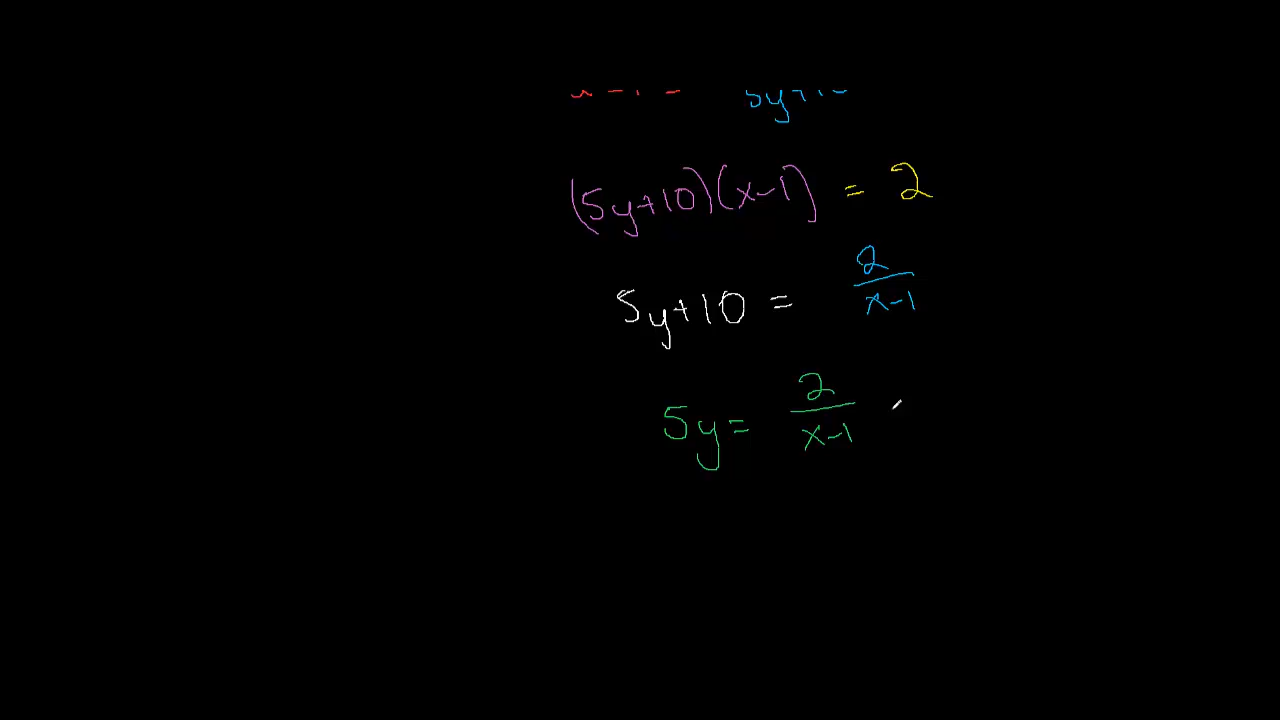 (5y+10)(x-1) = 2
5y+10 = 2/(x-1)
5y = 2/(x-1)